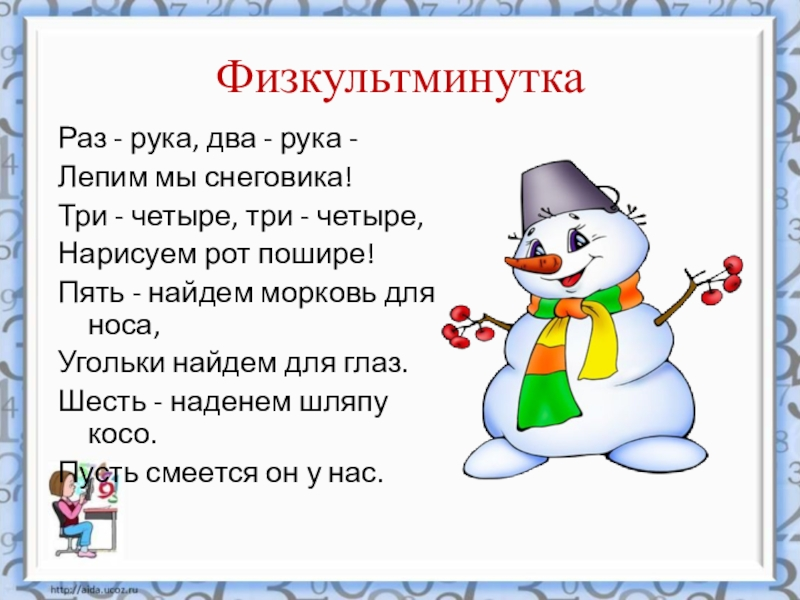 Физкультминутка
Раз - рука, два - рука -
Лепим мы снеговика!
Три - четыре, три - четыре,
Нарисуем рот пошире!
Пять - найдем морковь для
носа,
Угольки найдем для глаз.
Шесть - наденем шляпу
косо.
Пусть смеется он у нас.
http://aida.ucoz.ru